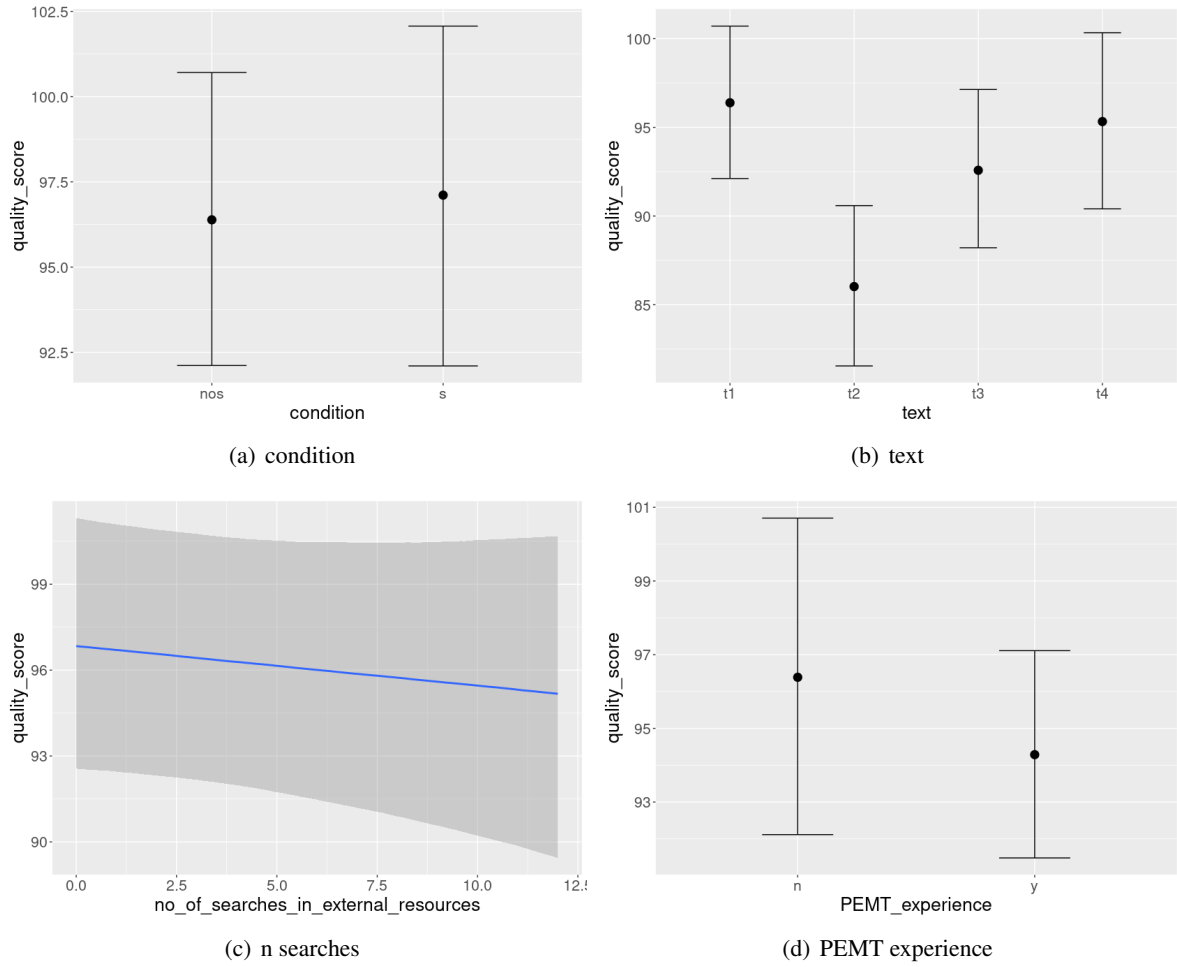 102.5
100.0
97.5
95.0
92.5
quality_score
nos
s
condition
(a) condition
100
95
90
85
quality_score
t1
t2
t3
t4
text
(b) text
99
96
93
90
quality_score
0.0
2.5
5.0
7.5
10.0
12.5
no_of_searches_in_external_resources
(c) n searches
101
99
97
95
93
quality_score
n
y
PEMT_experience
(d) PEMT experience